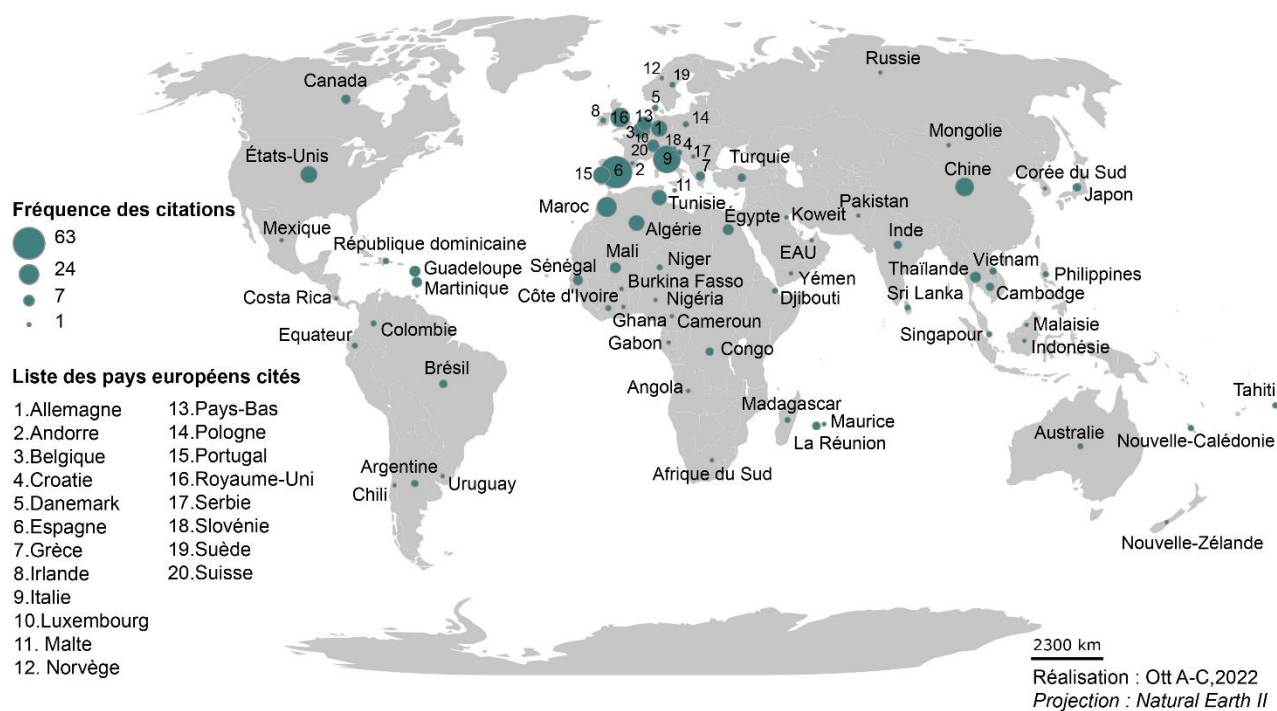 Russie
12
19
Canada
5
8
16
13
14
1
3
10
Mongolie
18
4
États-Unis
20
17
Turquie
Chine
Corée du Sud
9
15
6
2
7
Japon
11
Fréquence des citations
Tunisie
Pakistan
Maroc
Égypte
Koweit
63
Mexique
Algérie
Inde
République dominicaine
Mali
EAU
Vietnam
24
Guadeloupe
Sénégal
Niger
Thaïlande
Philippines
Martinique
Burkina Fasso
Yémen
7
Costa Rica
Côte d'Ivoire
Nigéria
Djibouti
Sri Lanka
Cambodge
1
Colombie
Ghana
Cameroun
Malaisie
Equateur
Gabon
Congo
Singapour
Indonésie
Brésil
Liste des pays européens cités
Angola
Tahiti
1.Allemagne
13.Pays-Bas
Madagascar
2.Andorre
14.Pologne
Maurice
3.Belgique
15.Portugal
La Réunion
Australie
Nouvelle-Calédonie
4.Croatie
16.Royaume-Uni
Argentine
Afrique du Sud
5.Danemark
17.Serbie
Chili
Uruguay
6.Espagne
18.Slovénie
7.Grèce
19.Suède
Nouvelle-Zélande
8.Irlande
20.Suisse
9.Italie
10.Luxembourg
11. Malte
2300 km
12. Norvège
Réalisation : Ott A-C,2022
Projection : Natural Earth II